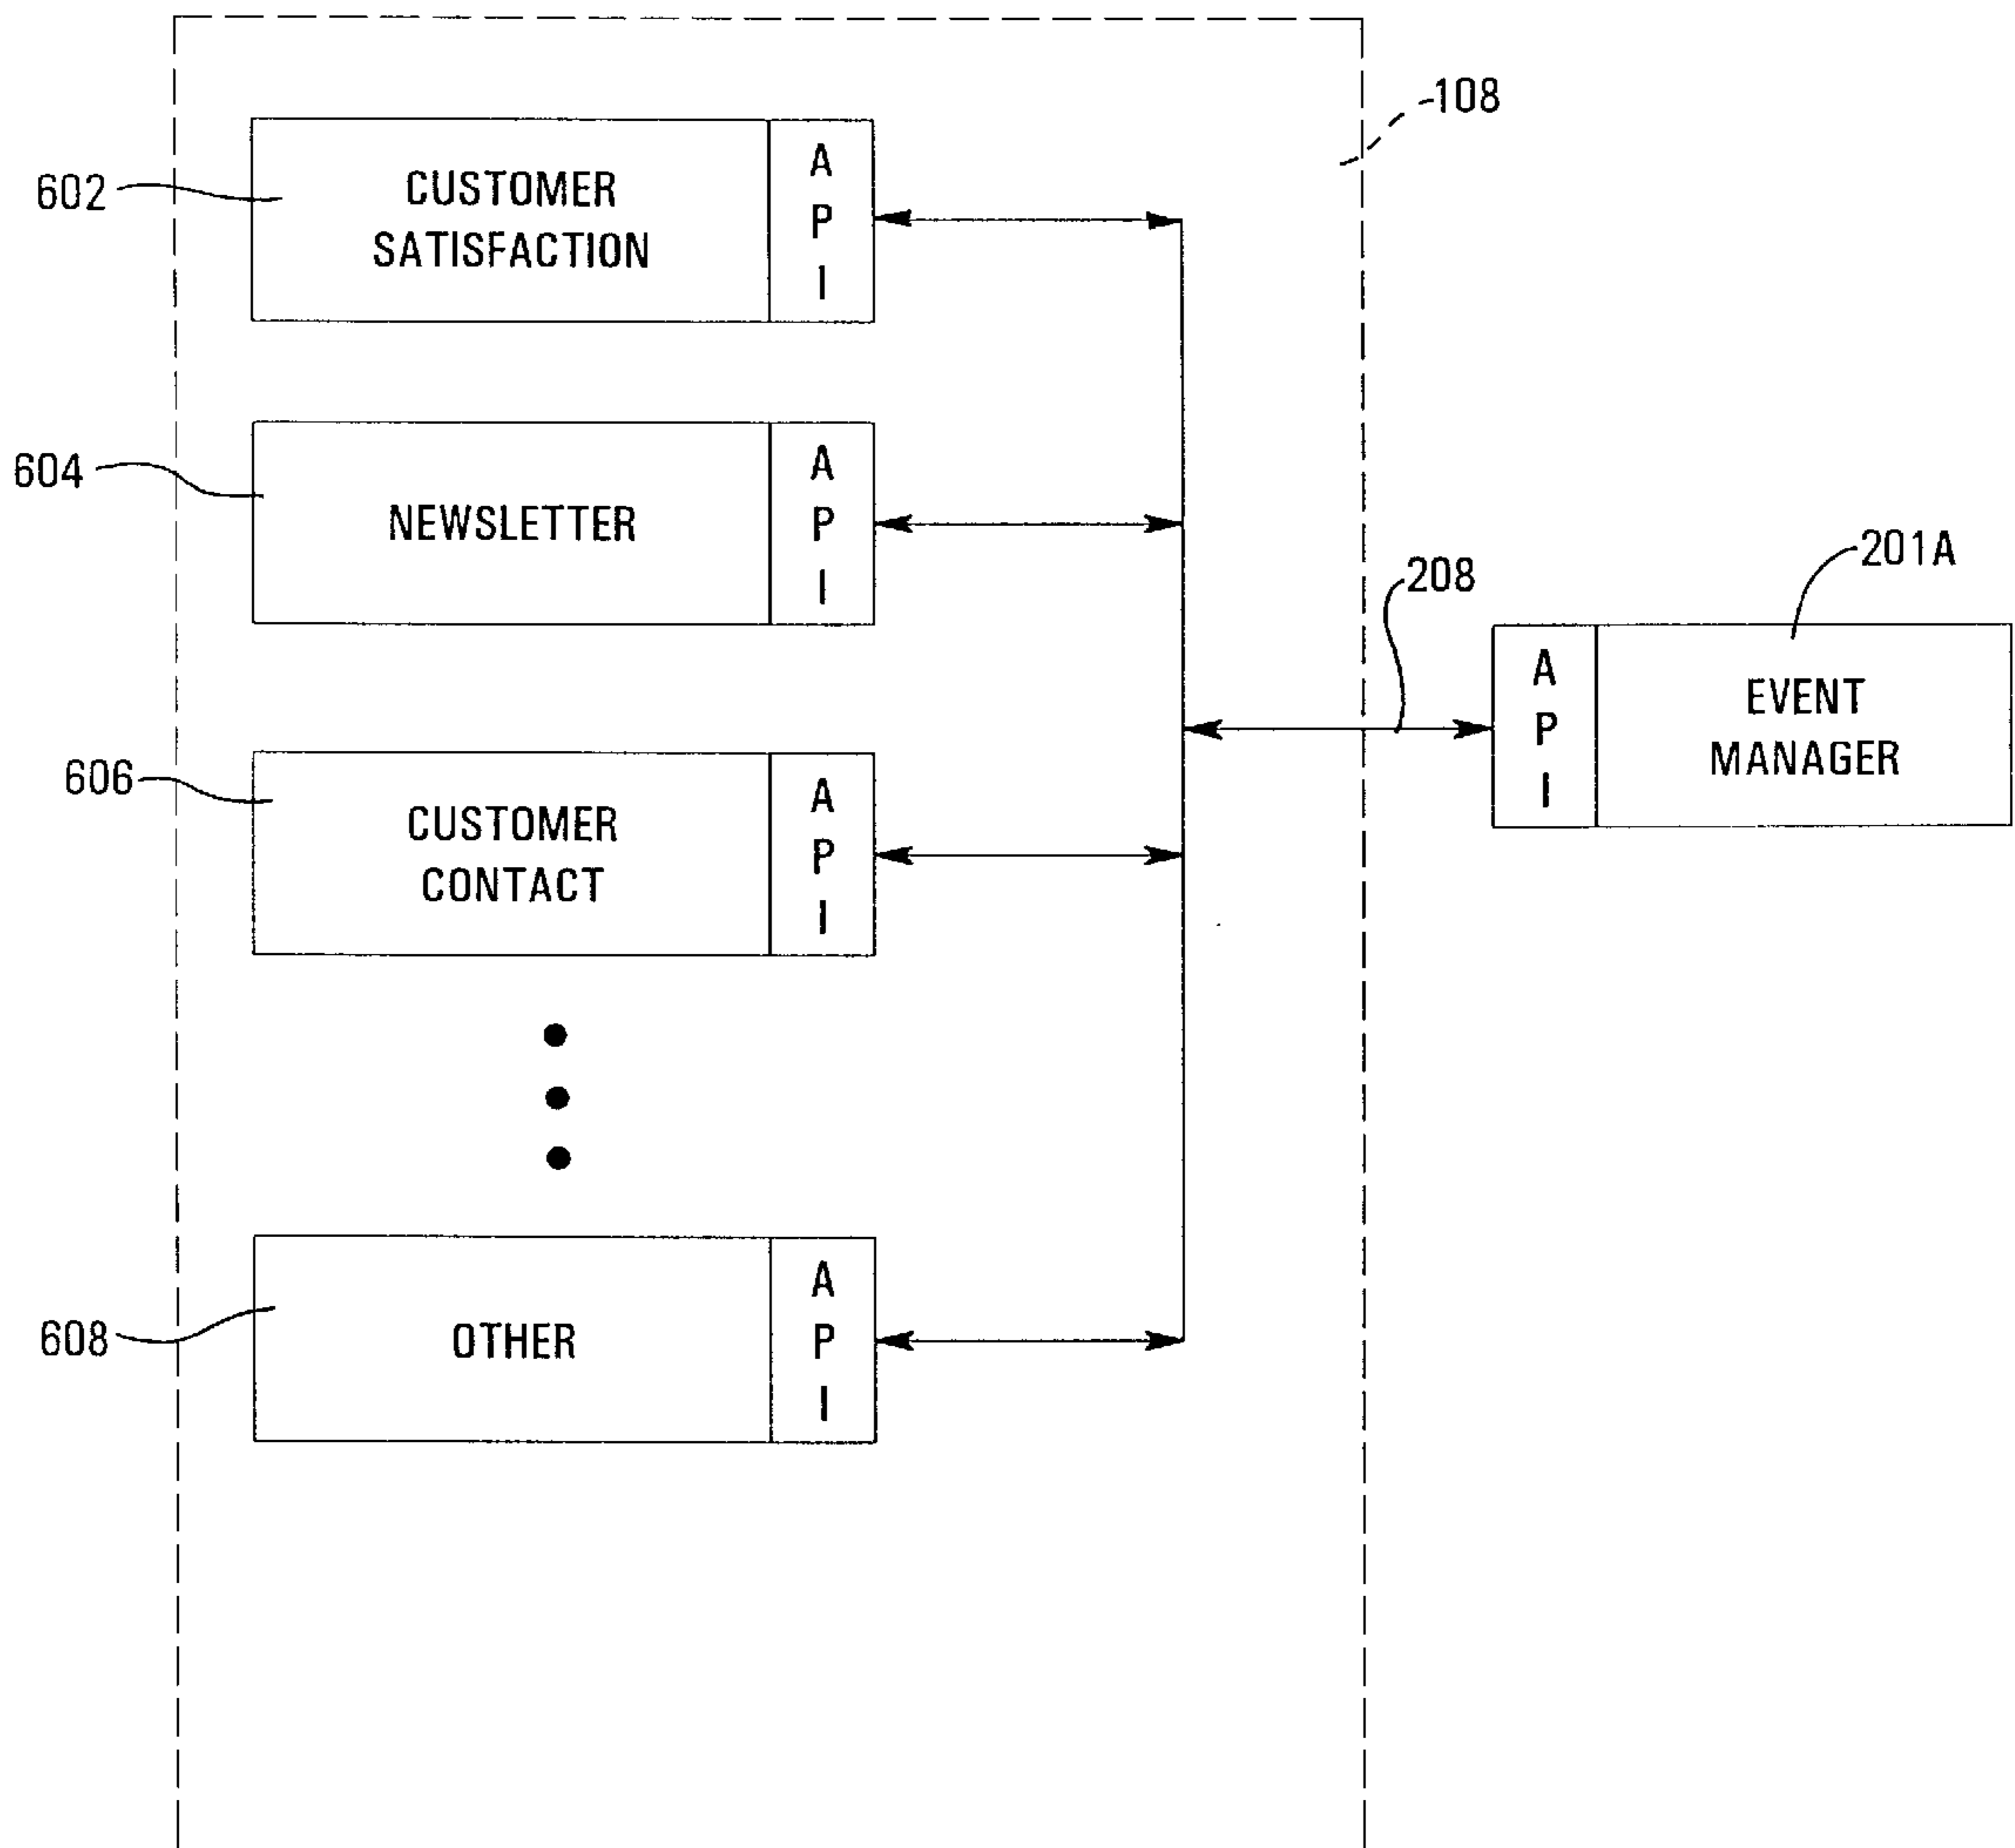 108
602
CUSTOMER
SATISFACTION
A
P
I
604
NEWSLETTER
A
P
I
208
201A
A
P
I
EVENT
MANAGER
606
CUSTOMER
CONTACT
A
P
I
608
OTHER
A
P
I